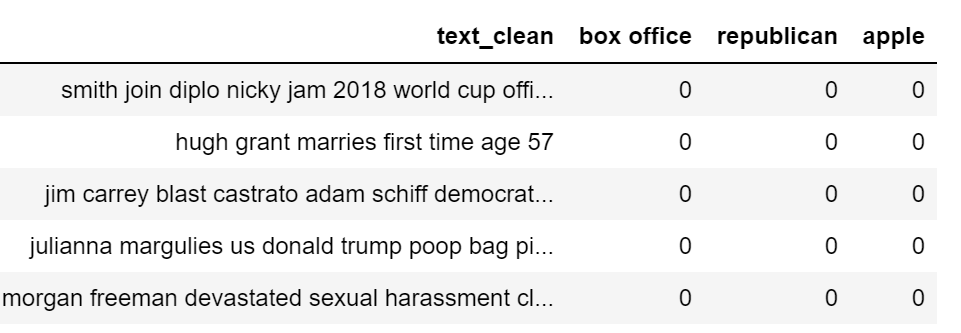 text_clean box office republican apple
smith join diplo nicky jam 2018 world cup offi... 0 0 0
hugh grant marries first time age 57 0 0 0
jim carrey blast castrato adam schiff democrat... 0 0 0
julianna margulies us donald trump poop bag pi... 0 0 0
morgan freeman devastated sexual harassment cl... 0 0 0